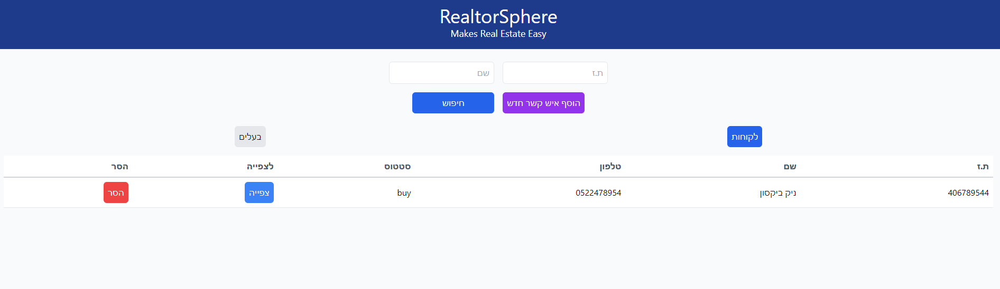 RealtorSphere
Makes Real Estate Easy
ת.ז שם
הוסף איש קשר חדש חיפוש
לקוחות בעלים
ת.ז שם טלפון סטטוס לצפייה הסר
406789544 ניק ביקסון 0522478954 buy צפייה הסר